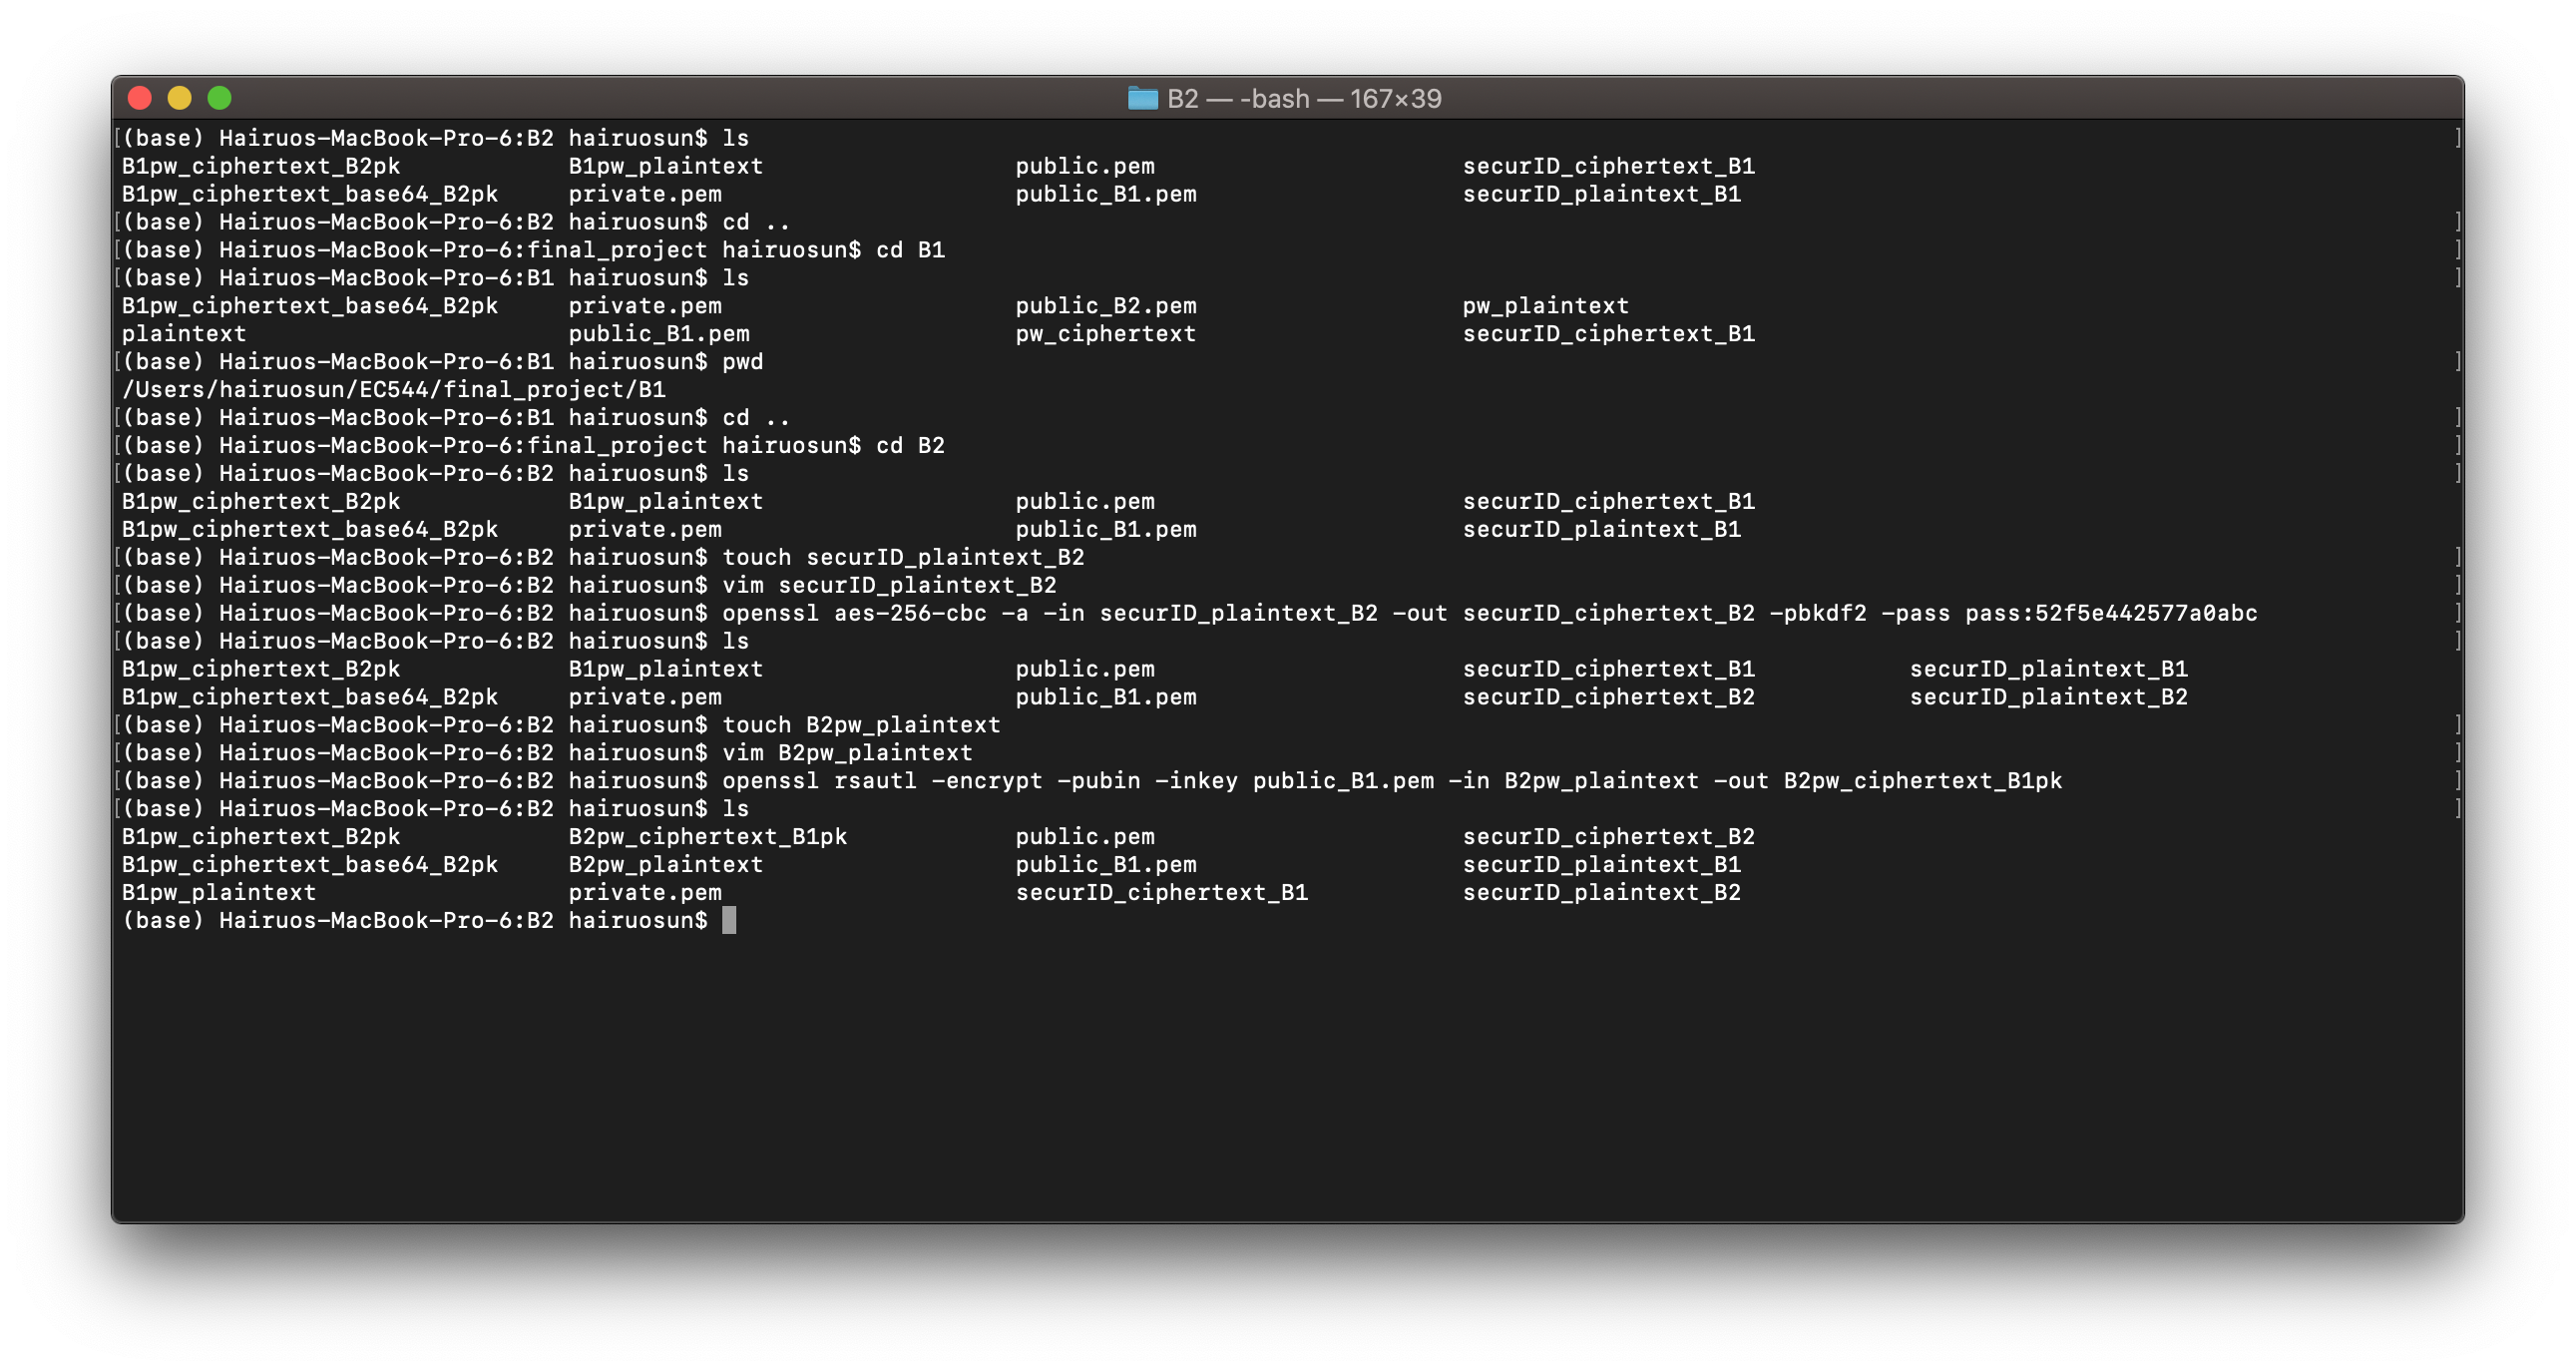 B2 — -bash — 167×39
[(base) Hairuos-MacBook-Pro-6:B2 hairuosun$ ls ]
B1pw_ciphertext_B2pk B1pw_plaintext public.pem securID_ciphertext_B1
B1pw_ciphertext_base64_B2pk private.pem public_B1.pem securID_plaintext_B1
[(base) Hairuos-MacBook-Pro-6:B2 hairuosun$ cd .. ]
[(base) Hairuos-MacBook-Pro-6:final_project hairuosun$ cd B1 ]
[(base) Hairuos-MacBook-Pro-6:B1 hairuosun$ ls ]
B1pw_ciphertext_base64_B2pk private.pem public_B2.pem pw_plaintext
plaintext public_B1.pem pw_ciphertext securID_ciphertext_B1
[(base) Hairuos-MacBook-Pro-6:B1 hairuosun$ pwd ]
/Users/hairuosun/EC544/final_project/B1
[(base) Hairuos-MacBook-Pro-6:B1 hairuosun$ cd .. ]
[(base) Hairuos-MacBook-Pro-6:final_project hairuosun$ cd B2 ]
[(base) Hairuos-MacBook-Pro-6:B2 hairuosun$ ls ]
B1pw_ciphertext_B2pk B1pw_plaintext public.pem securID_ciphertext_B1
B1pw_ciphertext_base64_B2pk private.pem public_B1.pem securID_plaintext_B1
[(base) Hairuos-MacBook-Pro-6:B2 hairuosun$ touch securID_plaintext_B2 ]
[(base) Hairuos-MacBook-Pro-6:B2 hairuosun$ vim securID_plaintext_B2 ]
[(base) Hairuos-MacBook-Pro-6:B2 hairuosun$ openssl aes-256-cbc -a -in securID_plaintext_B2 -out securID_ciphertext_B2 -pbkdf2 -pass pass:52f5e442577a0abc ]
[(base) Hairuos-MacBook-Pro-6:B2 hairuosun$ ls ]
B1pw_ciphertext_B2pk B1pw_plaintext public.pem securID_ciphertext_B1 securID_plaintext_B1
B1pw_ciphertext_base64_B2pk private.pem public_B1.pem securID_ciphertext_B2 securID_plaintext_B2
[(base) Hairuos-MacBook-Pro-6:B2 hairuosun$ touch B2pw_plaintext ]
[(base) Hairuos-MacBook-Pro-6:B2 hairuosun$ vim B2pw_plaintext ]
[(base) Hairuos-MacBook-Pro-6:B2 hairuosun$ openssl rsautl -encrypt -pubin -inkey public_B1.pem -in B2pw_plaintext -out B2pw_ciphertext_B1pk ]
[(base) Hairuos-MacBook-Pro-6:B2 hairuosun$ ls ]
B1pw_ciphertext_B2pk B2pw_ciphertext_B1pk public.pem securID_ciphertext_B2
B1pw_ciphertext_base64_B2pk B2pw_plaintext public_B1.pem securID_plaintext_B1
B1pw_plaintext private.pem securID_ciphertext_B1 securID_plaintext_B2
(base) Hairuos-MacBook-Pro-6:B2 hairuosun$